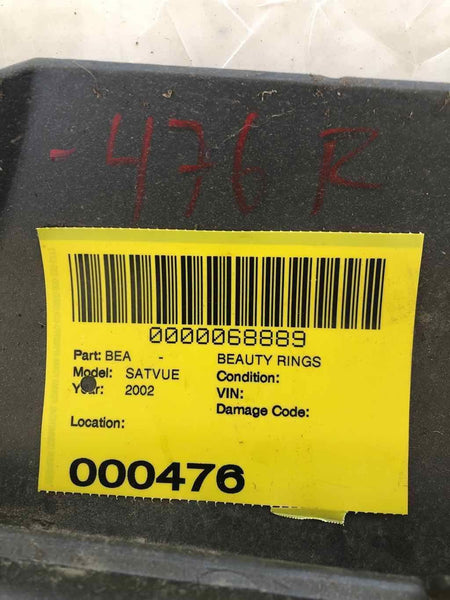 -476 R
0000068889
Part: BEA - BEAUTY RINGS
Model: SATVUE Condition:
Year: 2002 VIN:
Damage Code:
Location:
000476